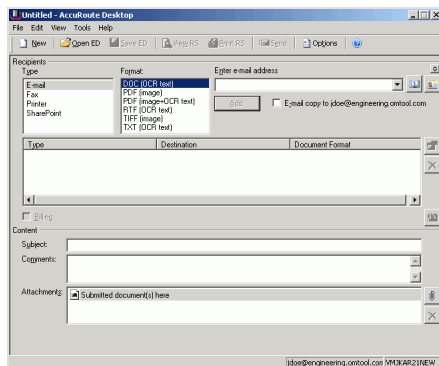 Untitled - AccuRoute Desktop
File Edit View Tools Help
New Open ED Save ED View RS Print RS Send Options
Recipients
Type
E-mail
Fax
Printer
SharePoint
Format:
DOC (OCR text)
PDF (image)
PDF (image+OCR text)
RTF (OCR text)
TIFF (image)
TXT (OCR text)
Enter e-mail address
Add
E-mail copy to jdoe@engineering.omtool.com
Type Destination Document Format
Billing
Content
Subject:
Comments:
Attachments:
Submitted document(s) here
jdoe@engineering.omtool.com VMJKAR21NEW